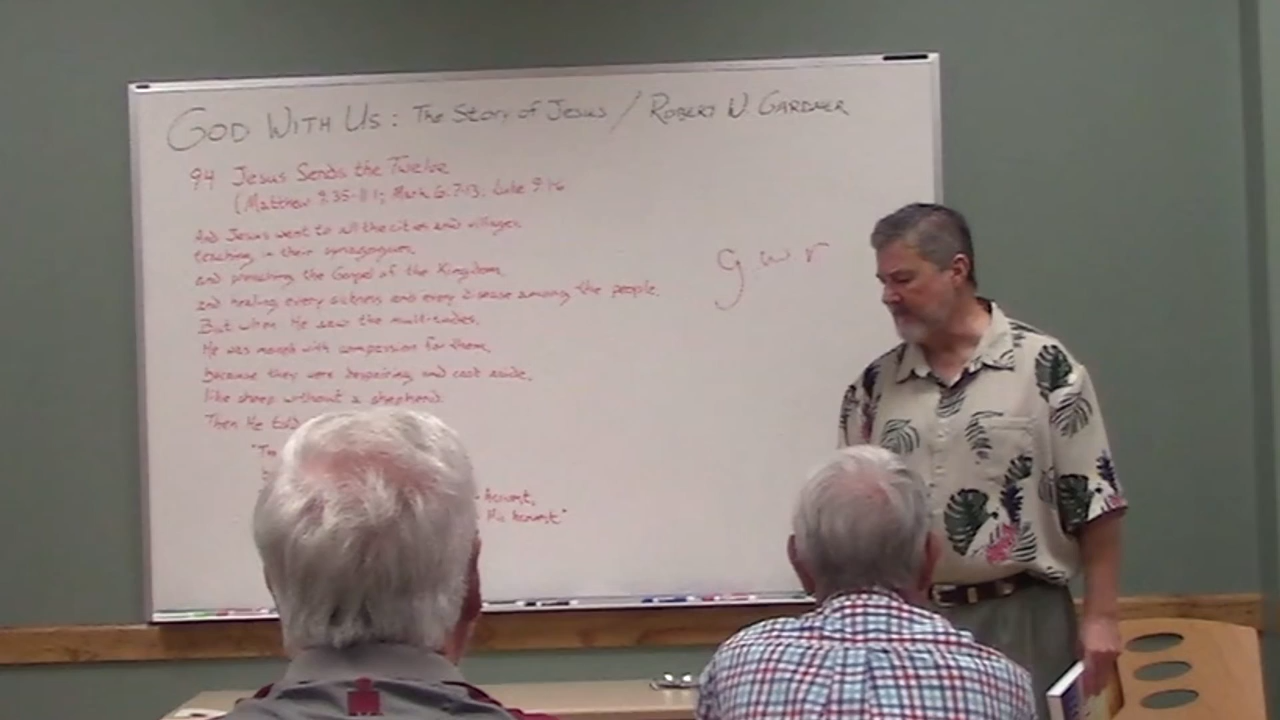 GOD WITH US: The Story of Jesus / ROBERT W. GARDNER
94 Jesus Sends the Twelve
(Matthew 9.35-11.1; Mark 6.7-13; Luke 9.1-6
And Jesus went to all the cities and villages,
teaching in their synagogues,
and preaching the Gospel of the Kingdom,
and healing every sickness and every disease among the people.
But when He saw the multitudes,
He was moved with compassion for them,
because they were despairing and cast aside,
like sheep without a shepherd.
Then He told
harvest,
His harvest."
g.w.r